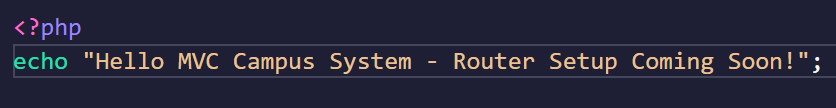 <?php
echo "Hello MVC Campus System - Router Setup Coming Soon!";